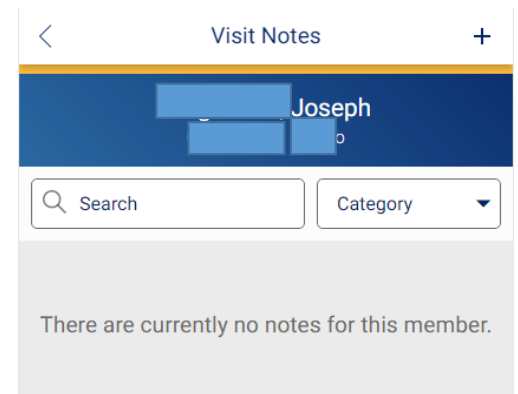 Visit Notes
Joseph
Search
Category
There are currently no notes for this member.